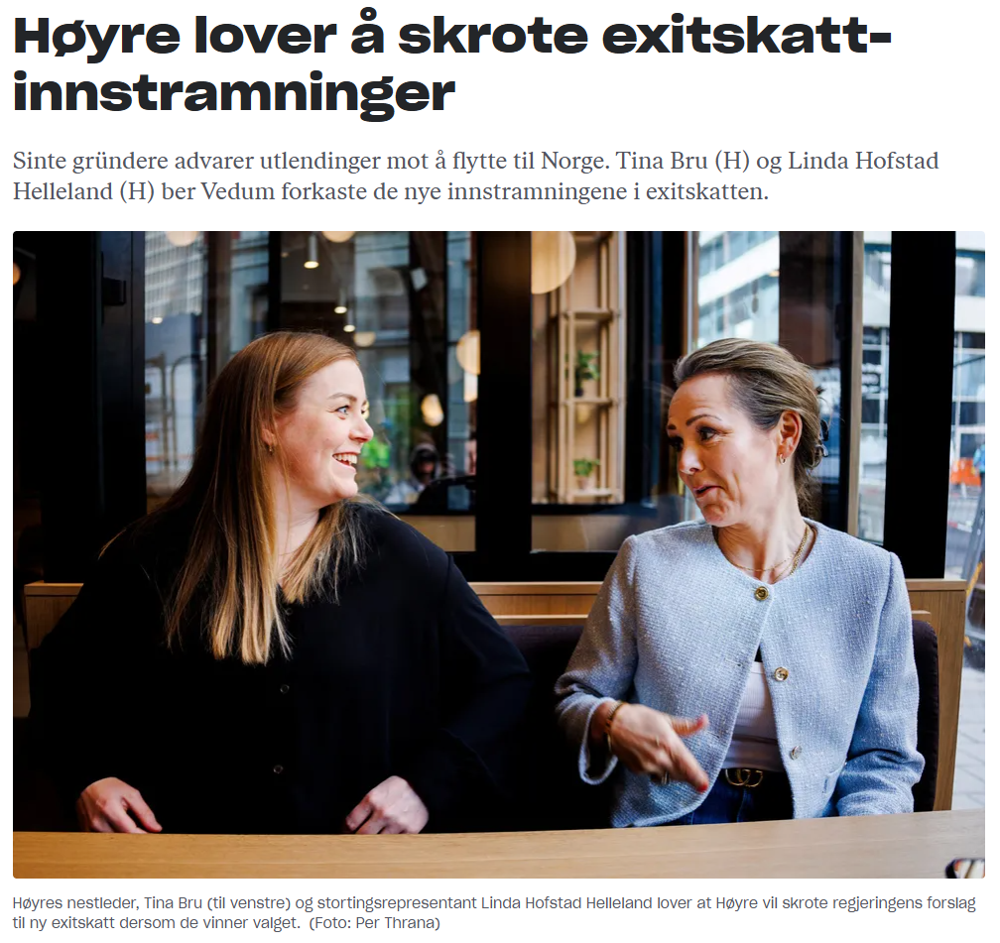 Høyre lover å skrote exitskatt-
innstramninger
Sinte gründere advarer utlendinger mot å flytte til Norge. Tina Bru (H) og Linda Hofstad
Helleland (H) ber Vedum forkaste de nye innstramningene i exitskatten.
Høyres nestleder, Tina Bru (til venstre) og stortingsrepresentant Linda Hofstad Helleland lover at Høyre vil skrote regjeringens forslag
til ny exitskatt dersom de vinner valget. (Foto: Per Thrana)